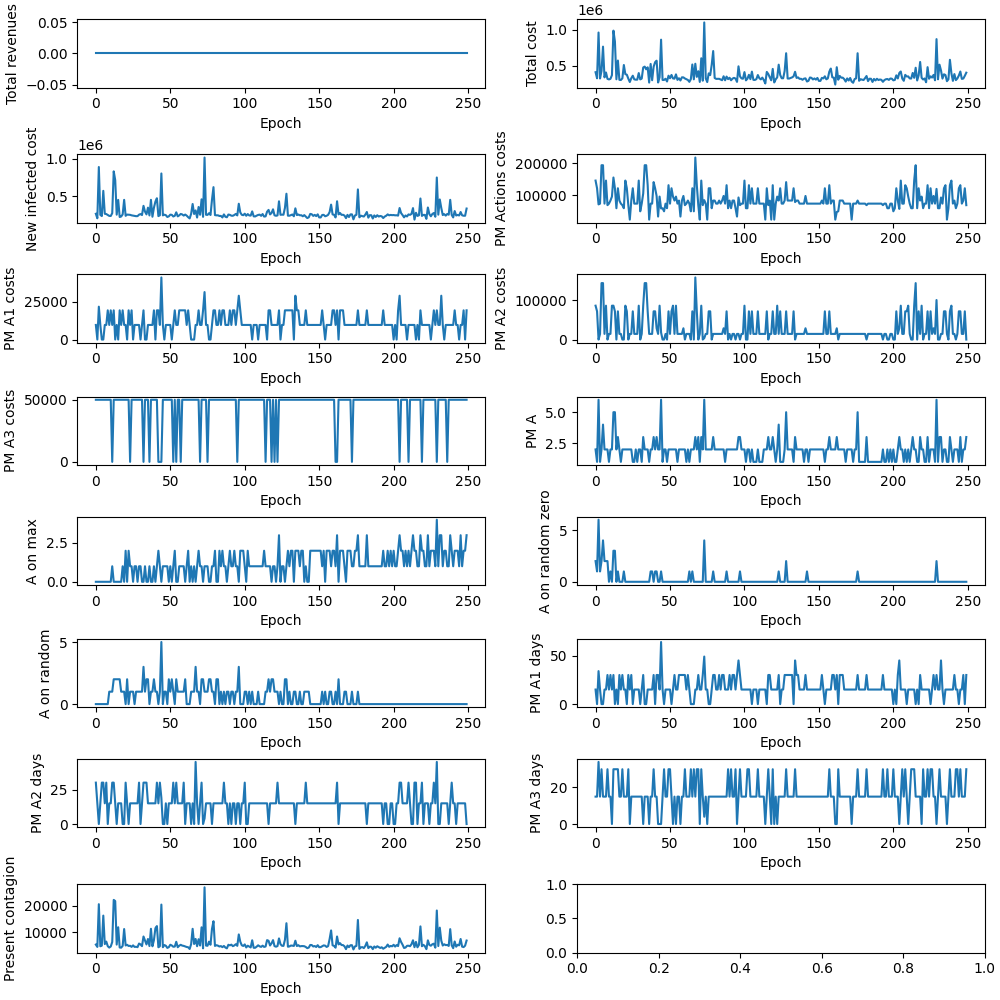 Total revenues
0.05
0.00
−0.05
0 50 100 150 200 250
Epoch
1e6
Total cost
1.0
0.5
0 50 100 150 200 250
Epoch
1e6
New infected cost
1.0
0.5
0 50 100 150 200 250
Epoch
PM Actions costs
200000
100000
0 50 100 150 200 250
Epoch
PM A1 costs
25000
0
0 50 100 150 200 250
Epoch
PM A2 costs
100000
0
0 50 100 150 200 250
Epoch
PM A3 costs
50000
0
0 50 100 150 200 250
Epoch
PM A
5.0
2.5
0 50 100 150 200 250
Epoch
A on max
2.5
0.0
0 50 100 150 200 250
Epoch
A on random zero
5
0
0 50 100 150 200 250
Epoch
A on random
5
0
0 50 100 150 200 250
Epoch
PM A1 days
50
0
0 50 100 150 200 250
Epoch
PM A2 days
25
0
0 50 100 150 200 250
Epoch
PM A3 days
20
0
0 50 100 150 200 250
Epoch
Present contagion
20000
10000
0 50 100 150 200 250
Epoch
1.0
0.5
0.0
0.0 0.2 0.4 0.6 0.8 1.0